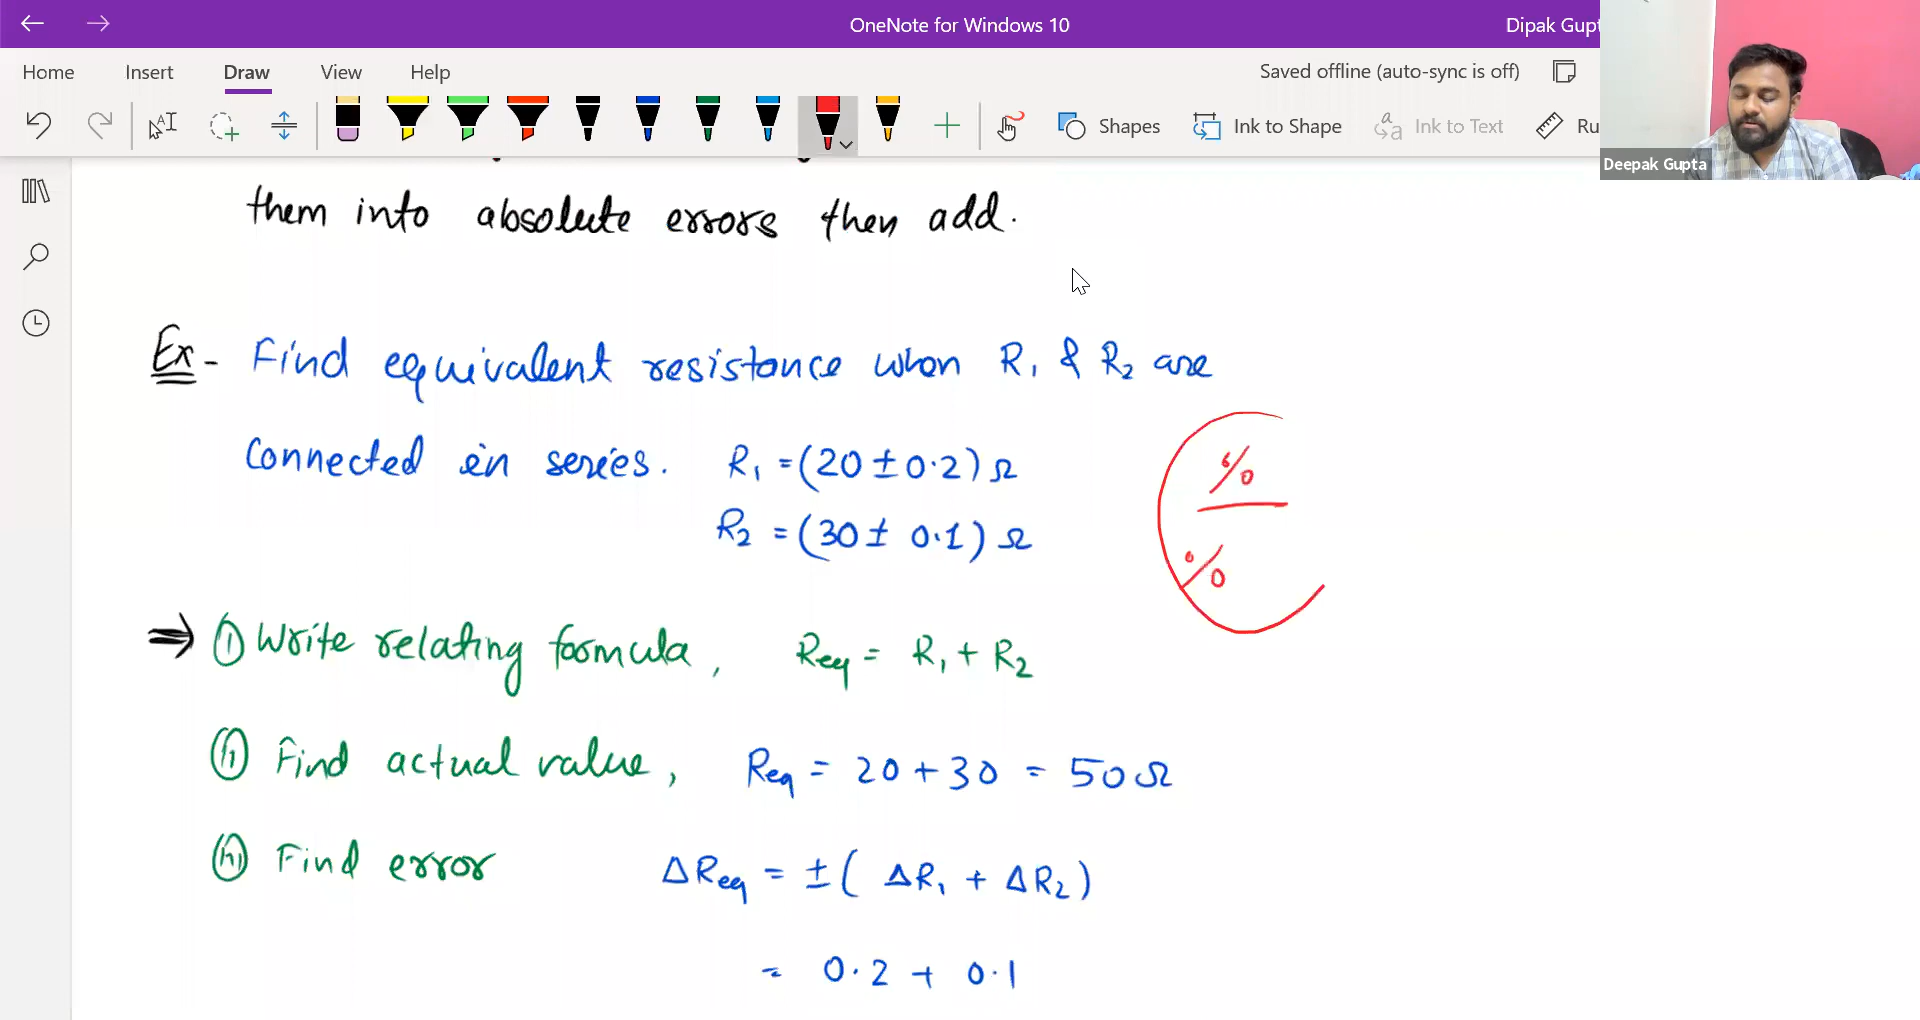 OneNote for Windows 10
Dipak Gupt
Home Insert Draw View Help
Saved offline (auto-sync is off)
Shapes Ink to Shape Ink to Text Ru
Deepak Gupta
them into absolute errors then add.
Ex - Find equivalent resistance when R₁ & R₂ are
Connected in series. R₁ = (20 ± 0.2) Ω
R₂ = (30 ± 0.1) Ω
%
%
⇒ (i) Write relating formula, Req = R₁ + R₂
(ii) Find actual value, Req = 20 + 30 = 50 Ω
(iii) Find error ΔReq = ± ( ΔR₁ + ΔR₂ )
= 0.2 + 0.1